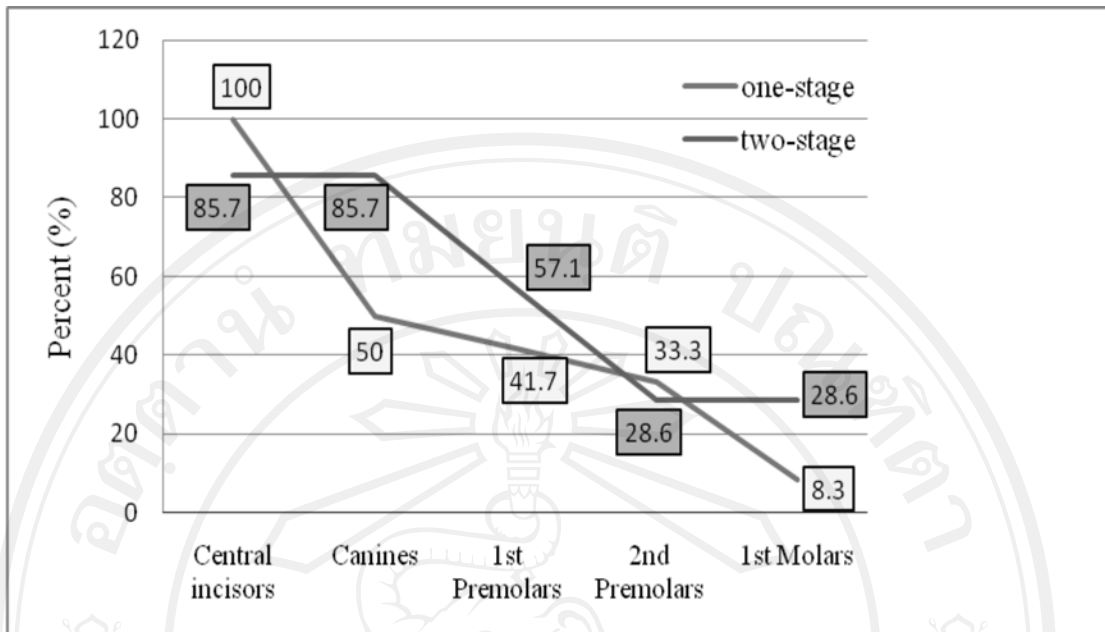 120
100
80
60
40
20
0
Percent (%)
one-stage
two-stage
100
85.7
85.7
57.1
50
41.7
33.3
28.6
28.6
8.3
Central
incisors
Canines
1st
Premolars
2nd
Premolars
1st Molars